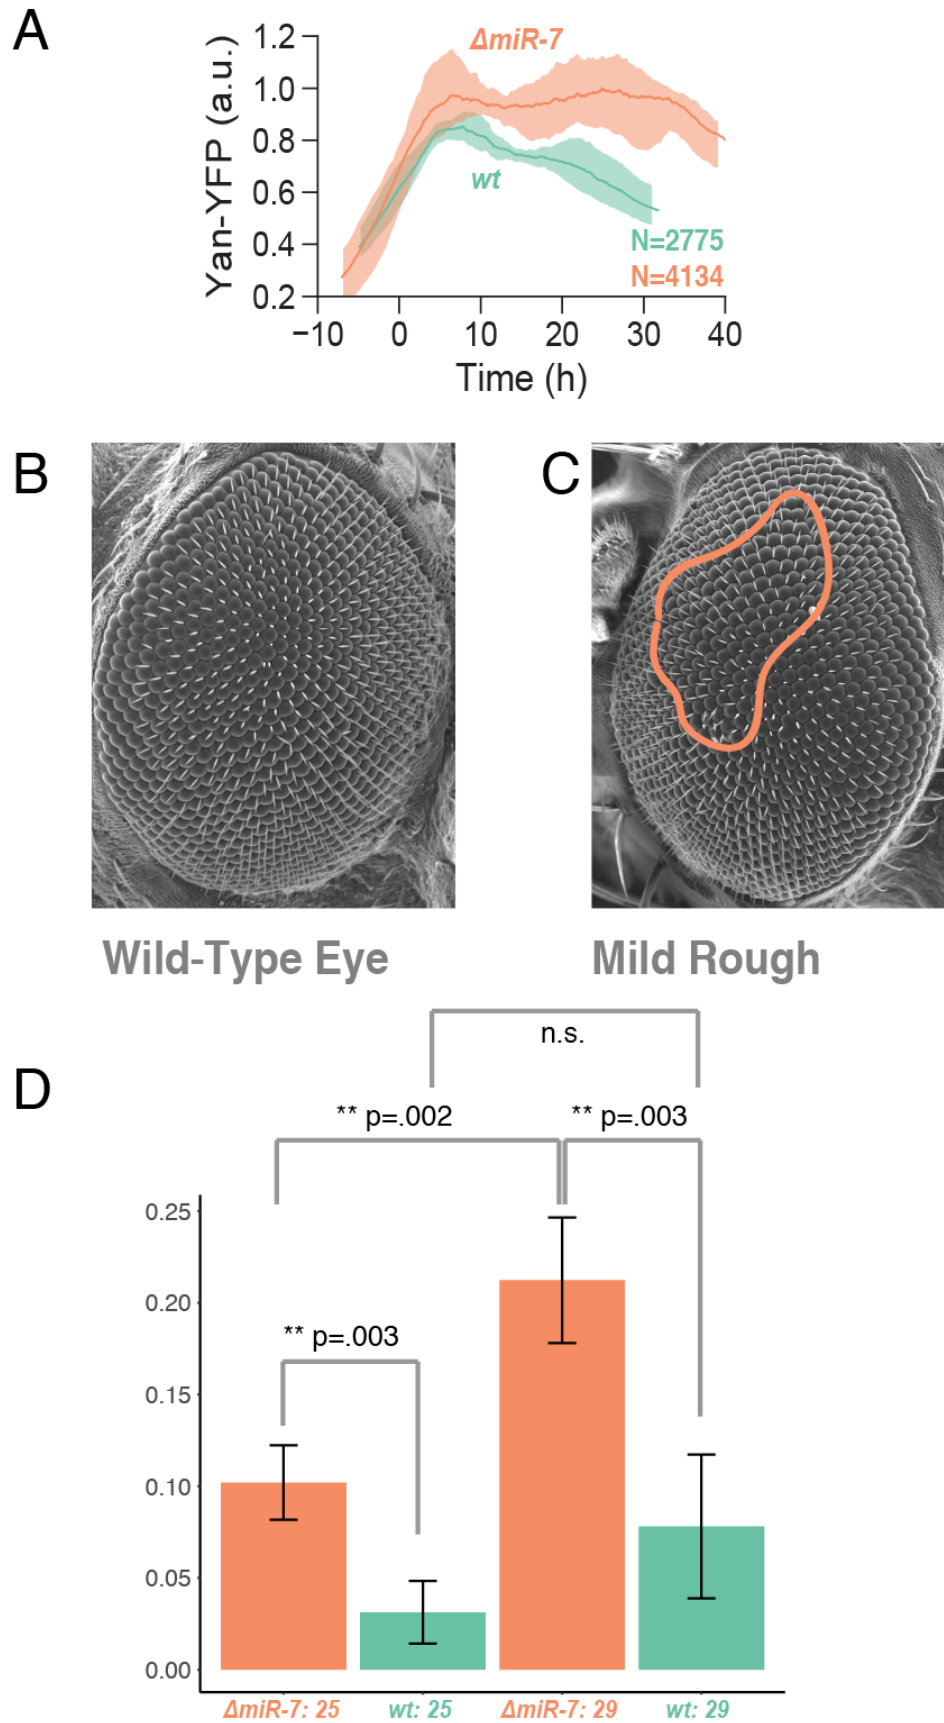 A
ΔmiR-7
wt
N=2775
N=4134
Yan-YFP (a.u.)
1.2
1.0
0.8
0.6
0.4
0.2
−10 0 10 20 30 40
Time (h)
B
C
Wild-Type Eye
Mild Rough
n.s.
D
** p=.002
** p=.003
** p=.003
0.25
0.20
0.15
0.10
0.05
0.00
ΔmiR-7: 25 wt: 25 ΔmiR-7: 29 wt: 29